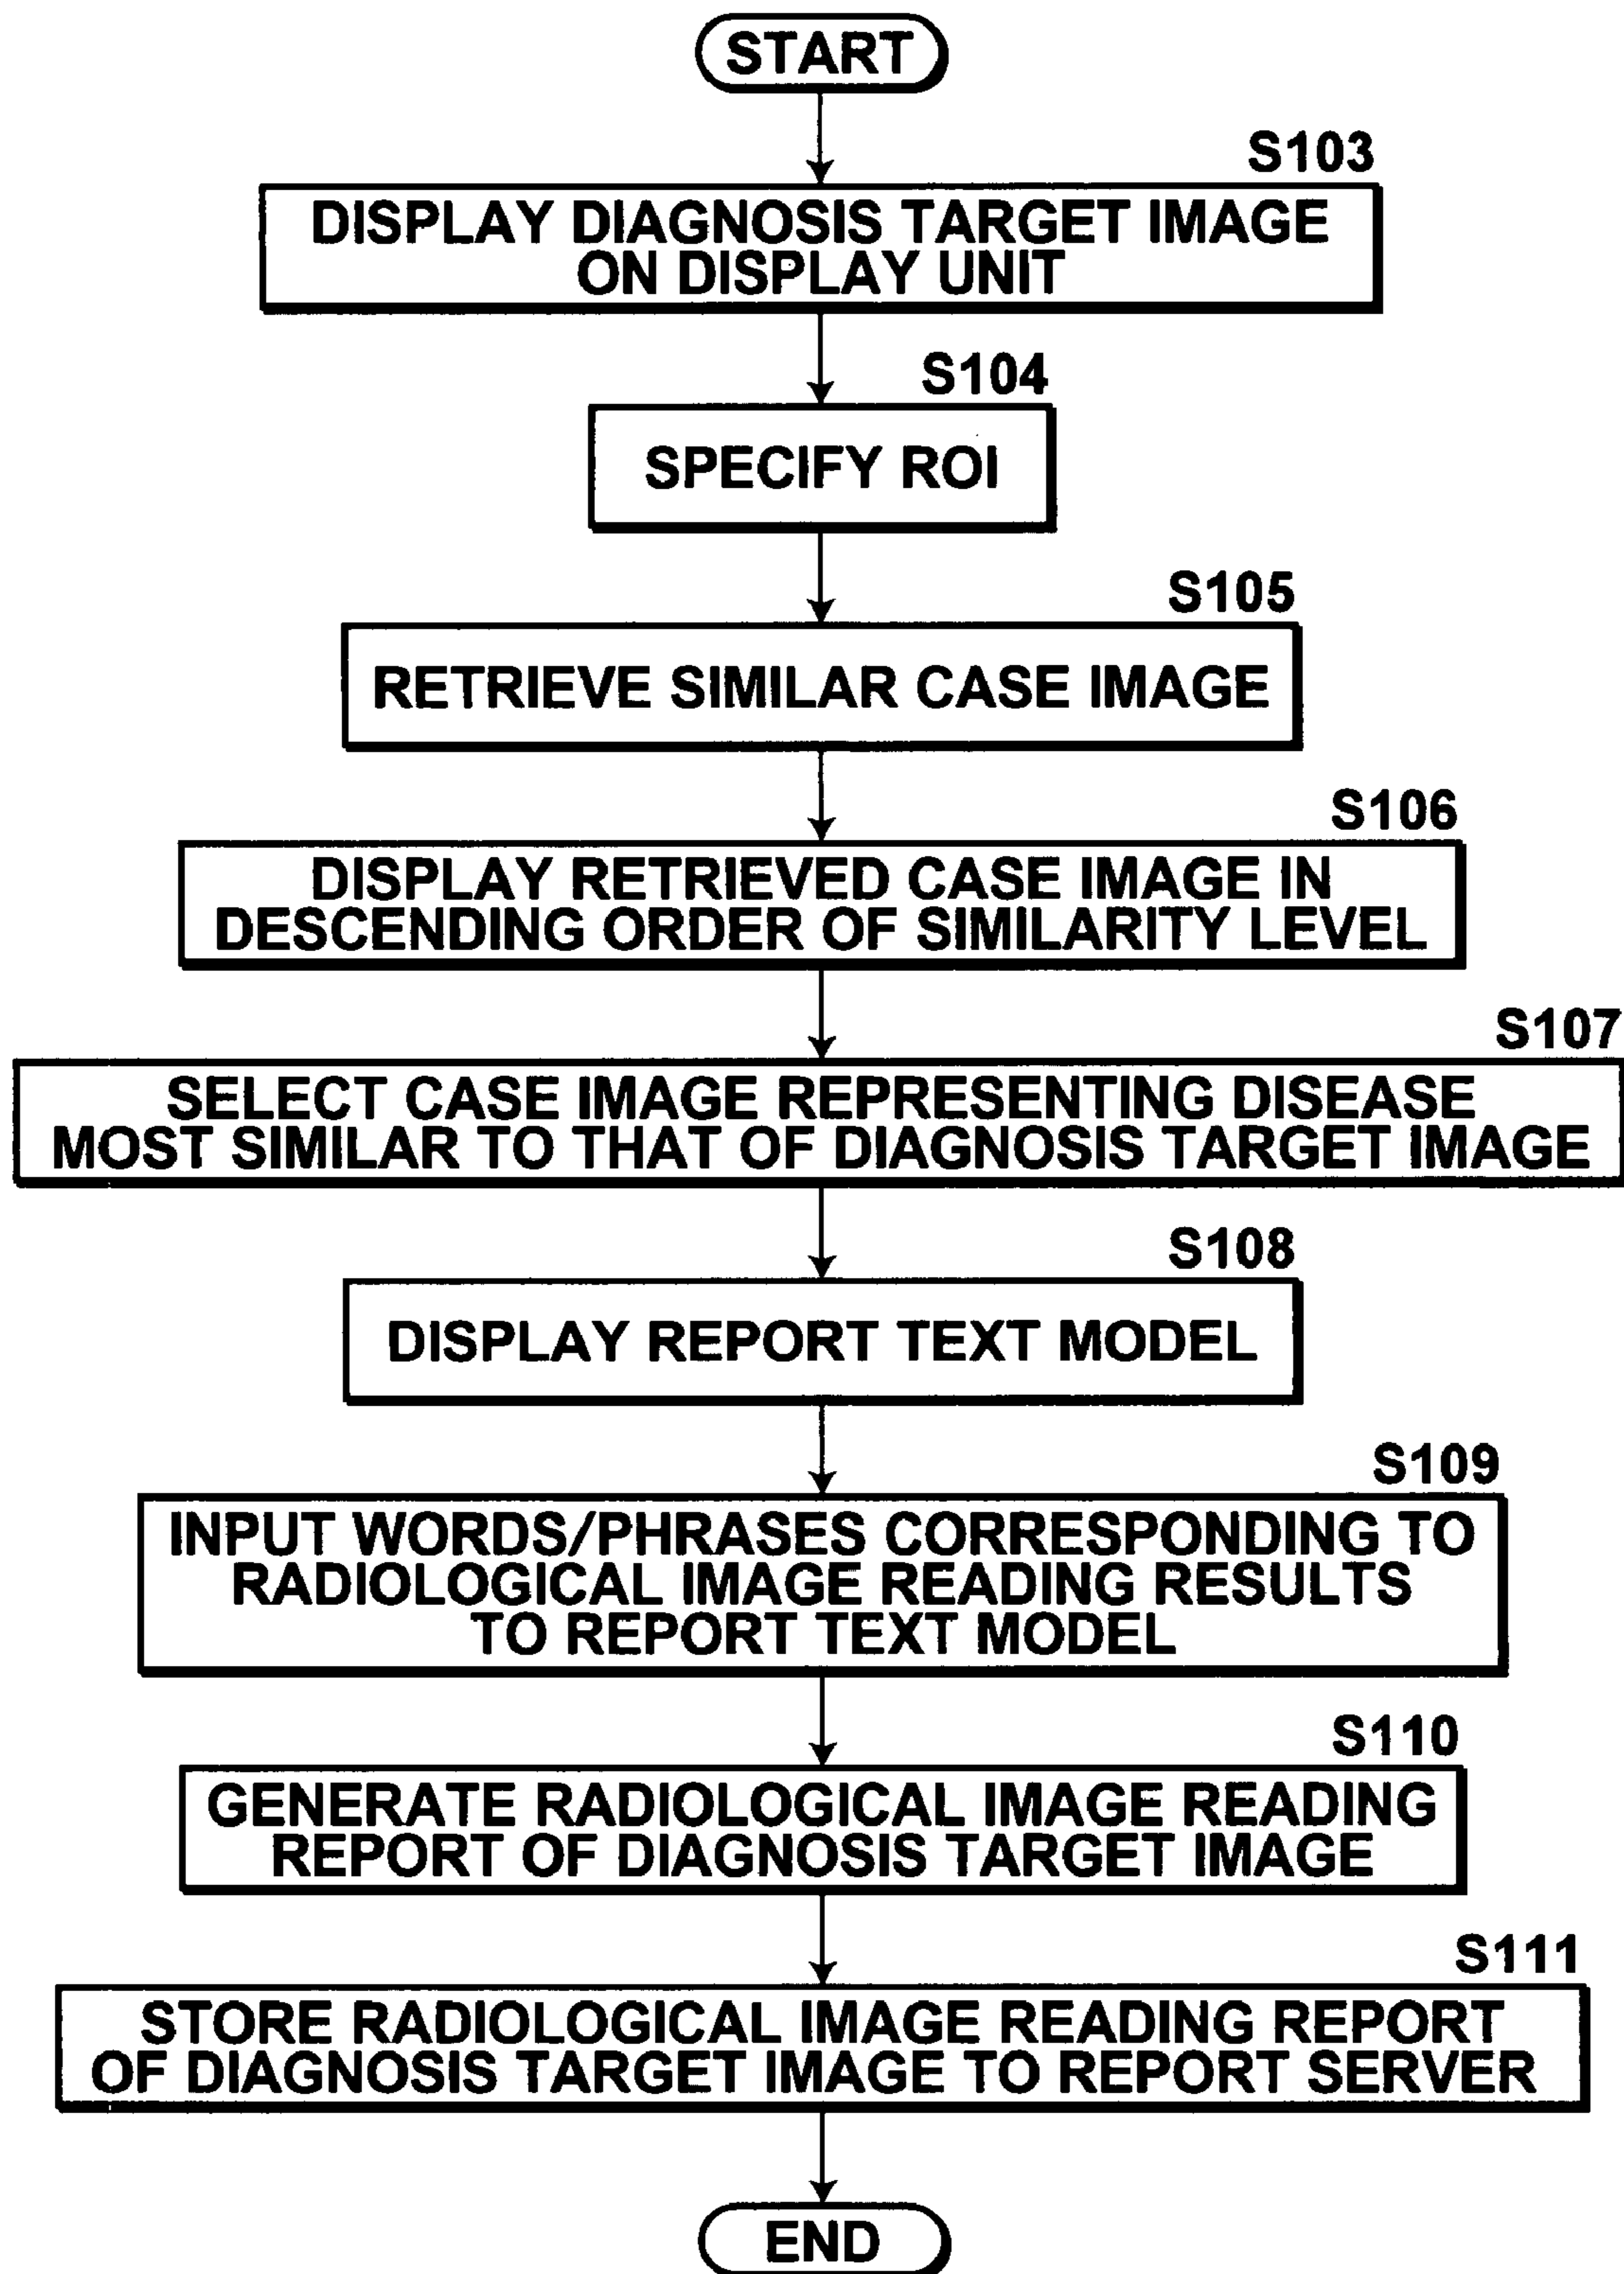 START
S103
DISPLAY DIAGNOSIS TARGET IMAGE
ON DISPLAY UNIT
S104
SPECIFY ROI
S105
RETRIEVE SIMILAR CASE IMAGE
S106
DISPLAY RETRIEVED CASE IMAGE IN
DESCENDING ORDER OF SIMILARITY LEVEL
S107
SELECT CASE IMAGE REPRESENTING DISEASE
MOST SIMILAR TO THAT OF DIAGNOSIS TARGET IMAGE
S108
DISPLAY REPORT TEXT MODEL
S109
INPUT WORDS/PHRASES CORRESPONDING TO
RADIOLOGICAL IMAGE READING RESULTS
TO REPORT TEXT MODEL
S110
GENERATE RADIOLOGICAL IMAGE READING
REPORT OF DIAGNOSIS TARGET IMAGE
S111
STORE RADIOLOGICAL IMAGE READING REPORT
OF DIAGNOSIS TARGET IMAGE TO REPORT SERVER
END